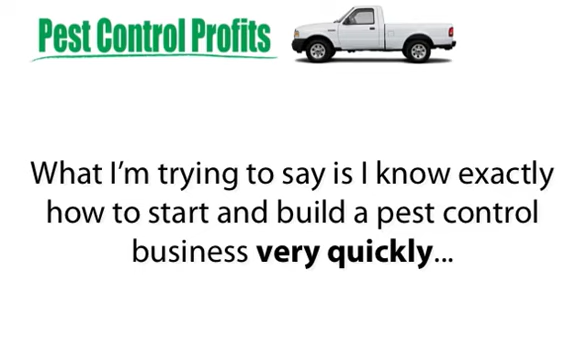 Pest Control Profits
What I’m trying to say is I know exactly
how to start and build a pest control
business very quickly...